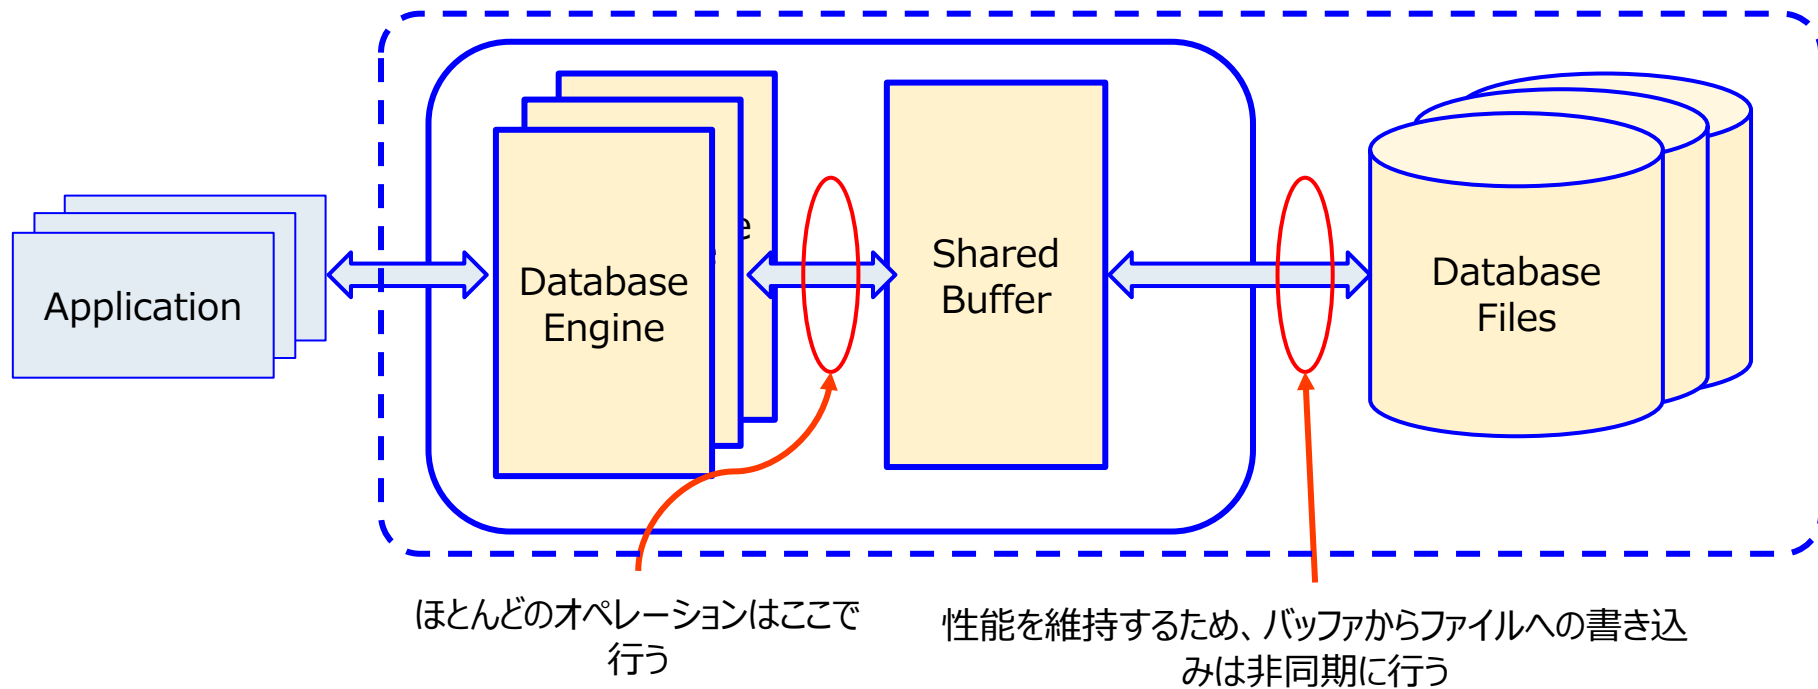 Application
Database
Engine
e
Shared
Buffer
Database
Files
ほとんどのオペレーションはここで
行う
性能を維持するため、バッファからファイルへの書き込
みは非同期に行う